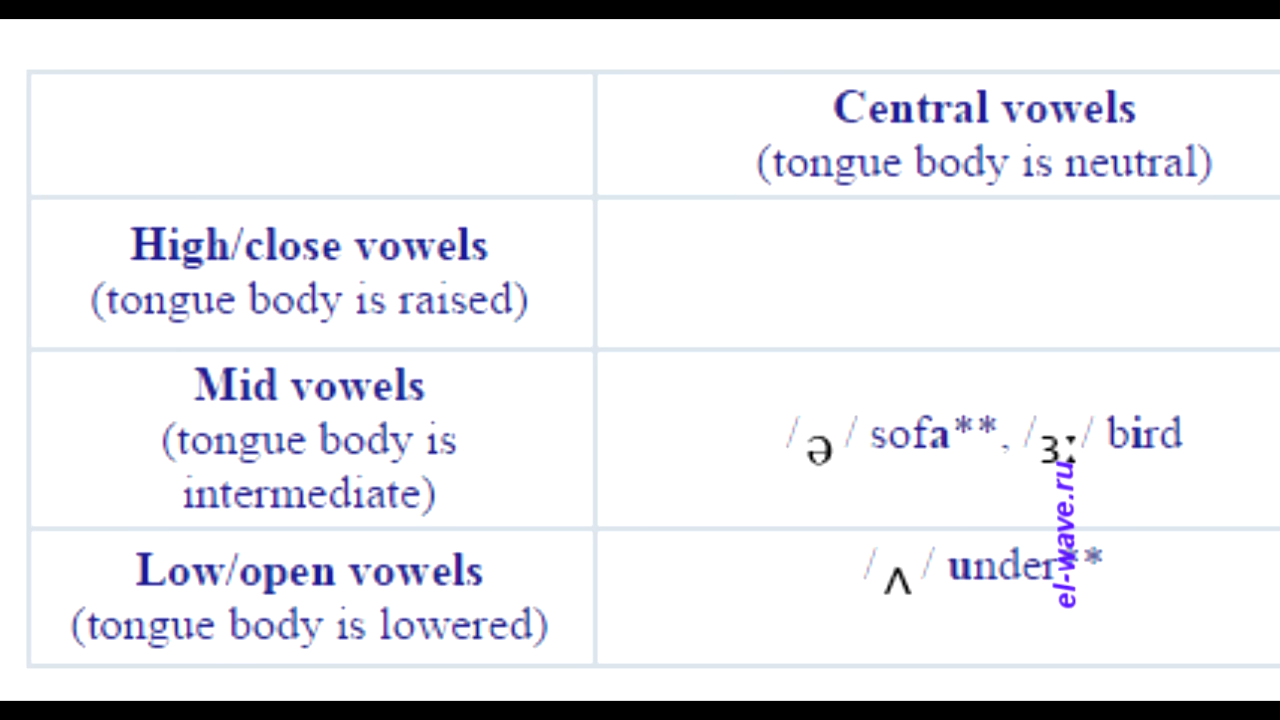 Central vowels
(tongue body is neutral)
High/close vowels
(tongue body is raised)
Mid vowels
(tongue body is
intermediate)
/ə/ sofa**, /ɜː/ bird
Low/open vowels
(tongue body is lowered)
/ʌ/ under**
el-wave.ru